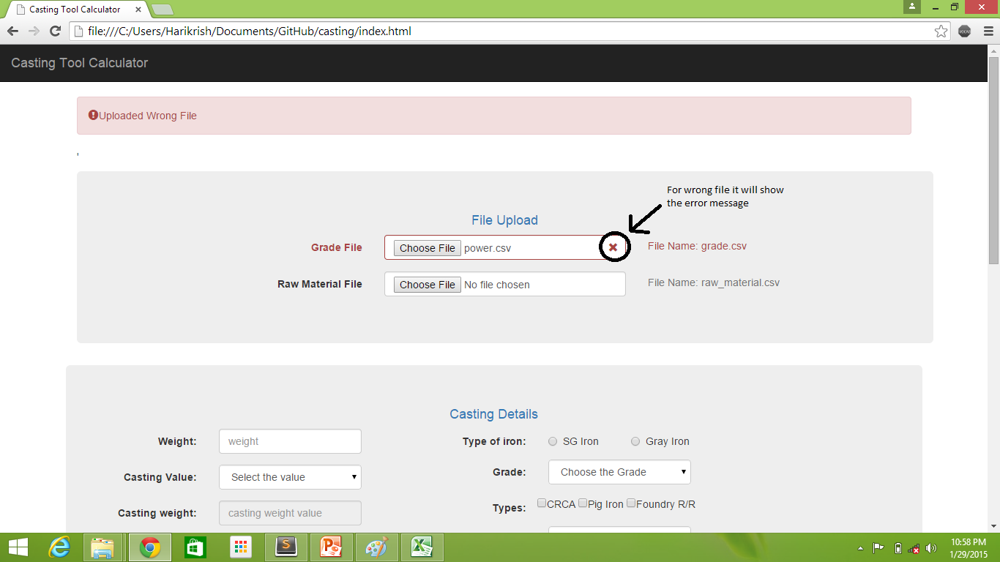 Casting Tool Calculator
file:///C:/Users/Harikrish/Documents/GitHub/casting/index.html
Casting Tool Calculator
Uploaded Wrong File
'
For wrong file it will show
the error message
File Upload
Grade File Choose File power.csv File Name: grade.csv
Raw Material File Choose File No file chosen File Name: raw_material.csv
Casting Details
Weight: weight Type of iron: SG Iron Gray Iron
Casting Value: Select the value Grade: Choose the Grade
Casting weight: casting weight value Types: CRCA Pig Iron Foundry R/R
10:58 PM
1/29/2015